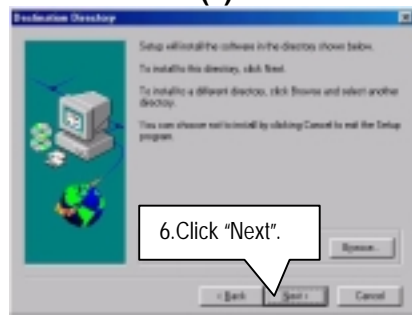 Destination Directory
Setup will install the software in the directory shown below.
To install to this directory, click Next.
To install to a different directory, click Browse and select another
directory.
You can choose not to install by clicking Cancel to exit the Setup
program.
6.Click “Next”.
Browse...
< Back
Next >
Cancel